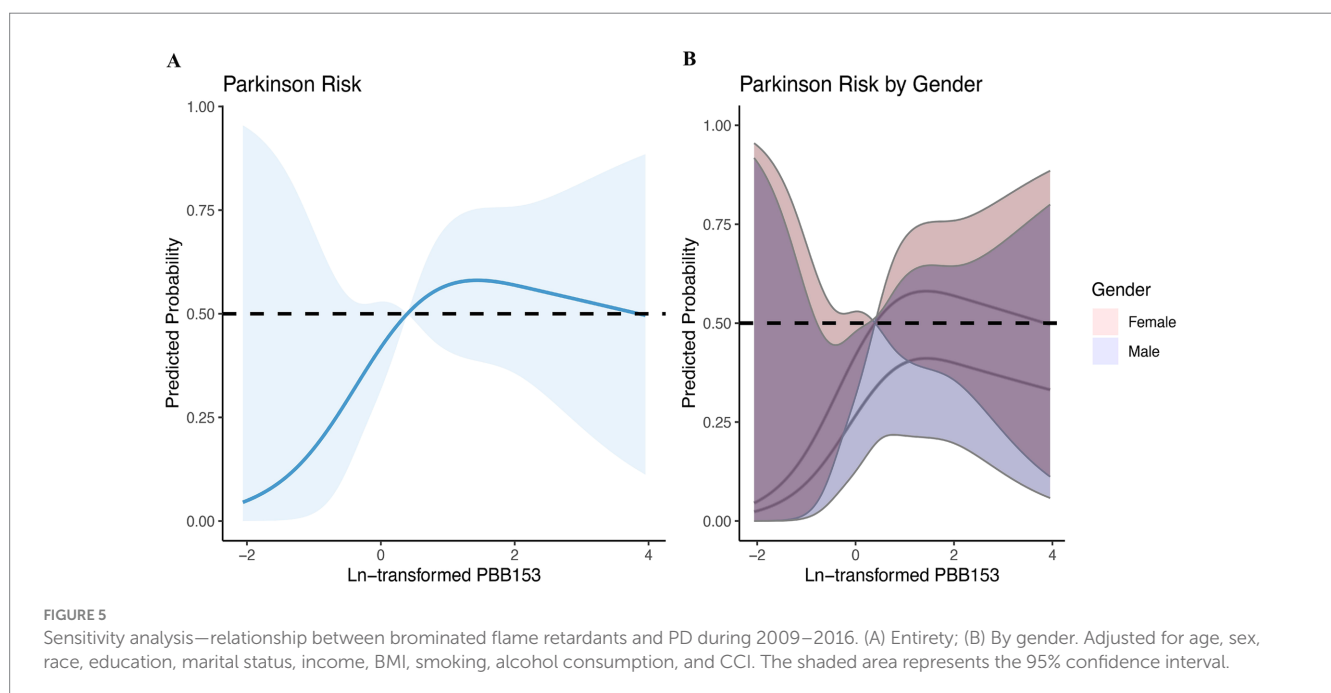 A
Parkinson Risk
1.00
0.75
0.50
0.25
0.00
Predicted Probability
−2
0
2
4
Ln−transformed PBB153
B
Parkinson Risk by Gender
1.00
0.75
0.50
0.25
0.00
Predicted Probability
−2
0
2
4
Ln−transformed PBB153
Gender
Female
Male
FIGURE 5
Sensitivity analysis—relationship between brominated flame retardants and PD during 2009–2016. (A) Entirety; (B) By gender. Adjusted for age, sex,
race, education, marital status, income, BMI, smoking, alcohol consumption, and CCI. The shaded area represents the 95% confidence interval.